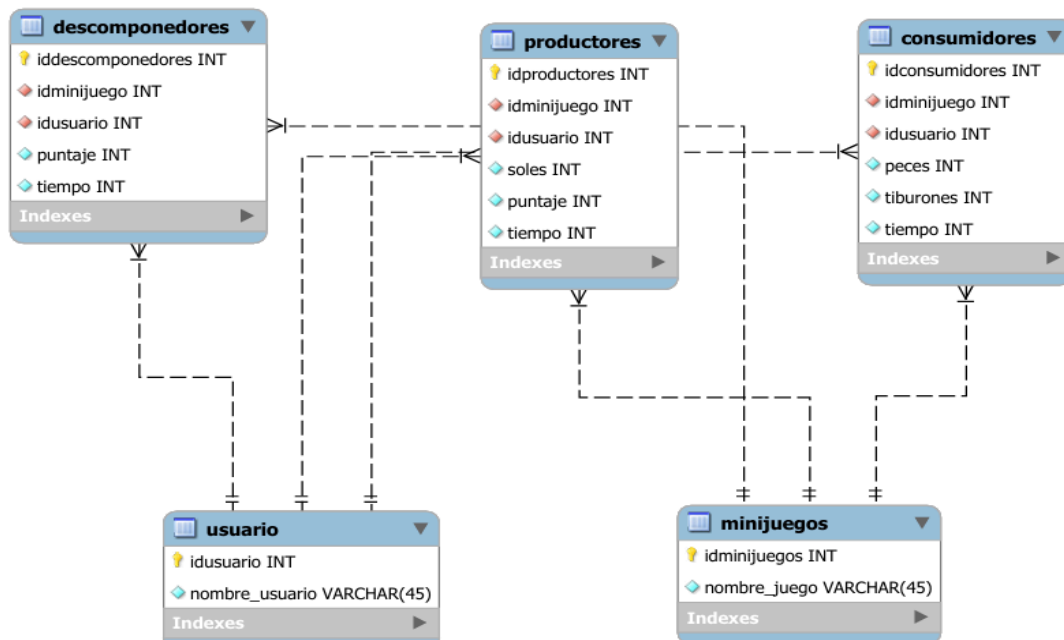 descomponedores
iddescomponedores INT
idminijuego INT
idusuario INT
puntaje INT
tiempo INT
Indexes
productores
idproductores INT
idminijuego INT
idusuario INT
soles INT
puntaje INT
tiempo INT
Indexes
consumidores
idconsumidores INT
idminijuego INT
idusuario INT
peces INT
tiburones INT
tiempo INT
Indexes
usuario
idusuario INT
nombre_usuario VARCHAR(45)
Indexes
minijuegos
idminijuegos INT
nombre_juego VARCHAR(45)
Indexes